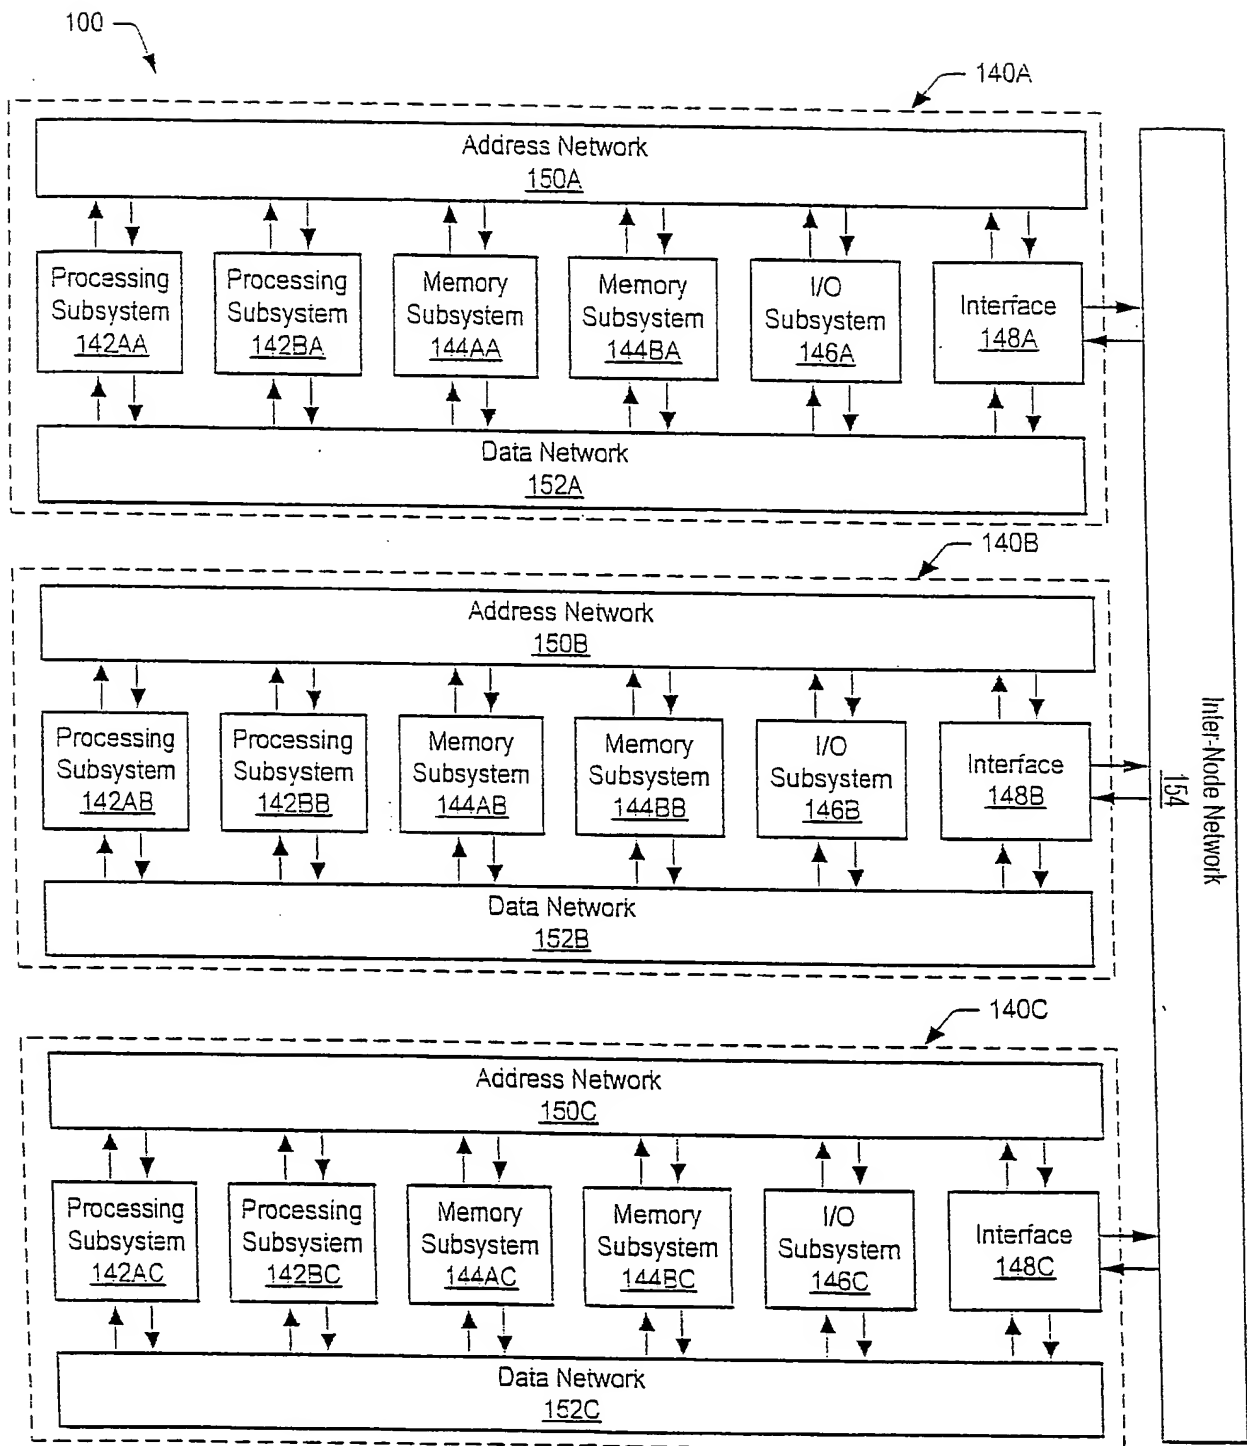 100
140A
Address Network
150A
Processing
Subsystem
142AA
Processing
Subsystem
142BA
Memory
Subsystem
144AA
Memory
Subsystem
144BA
I/O
Subsystem
146A
Interface
148A
Data Network
152A
140B
Address Network
150B
Processing
Subsystem
142AB
Processing
Subsystem
142BB
Memory
Subsystem
144AB
Memory
Subsystem
144BB
I/O
Subsystem
146B
Interface
148B
Data Network
152B
140C
Address Network
150C
Processing
Subsystem
142AC
Processing
Subsystem
142BC
Memory
Subsystem
144AC
Memory
Subsystem
144BC
I/O
Subsystem
146C
Interface
148C
Data Network
152C
Inter-Node Network
154